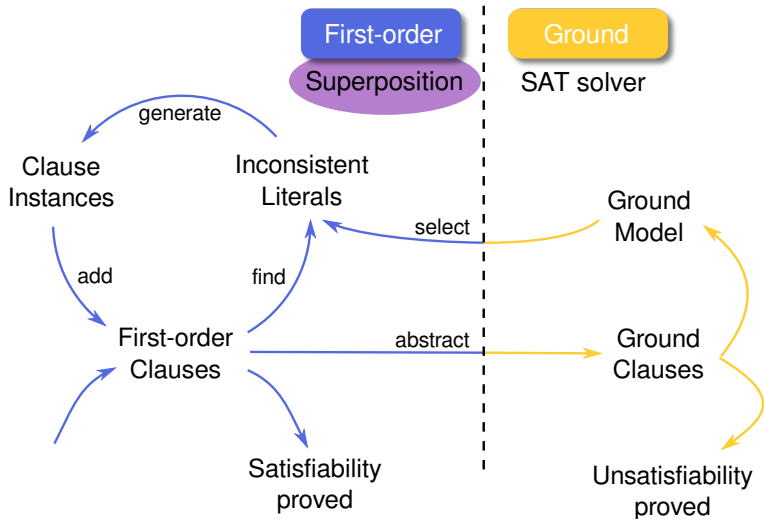 First-order
Ground
Superposition
SAT solver
generate
Clause
Instances
Inconsistent
Literals
Ground
Model
select
add
find
First-order
Clauses
abstract
Ground
Clauses
Satisfiability
proved
Unsatisfiability
proved